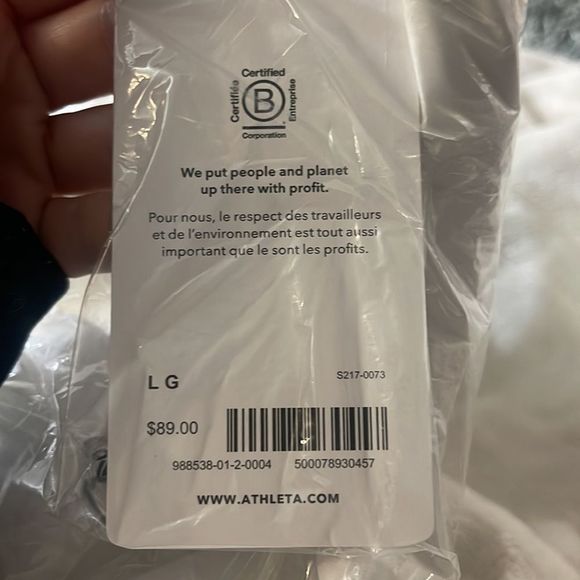 Certified
Certifiée
B
Entreprise
Corporation
We put people and planet
up there with profit.
Pour nous, le respect des travailleurs
et de l'environnement est tout aussi
important que le sont les profits.
L G
S217-0073
$89.00
988538-01-2-0004 500078930457
WWW.ATHLETA.COM